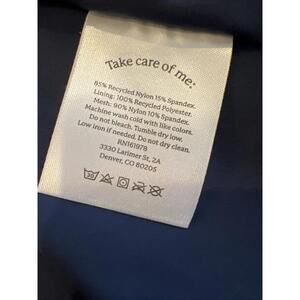 Take care of me:
85% Recycled Nylon 15% Spandex.
Lining: 100% Recycled Polyester.
Mesh: 90% Nylon 10% Spandex.
Machine wash cold with like colors.
Do not bleach. Tumble dry low.
Low iron if needed. Do not dry clean.
RN161978
3330 Larimer St, 2A
Denver, CO 80205
30